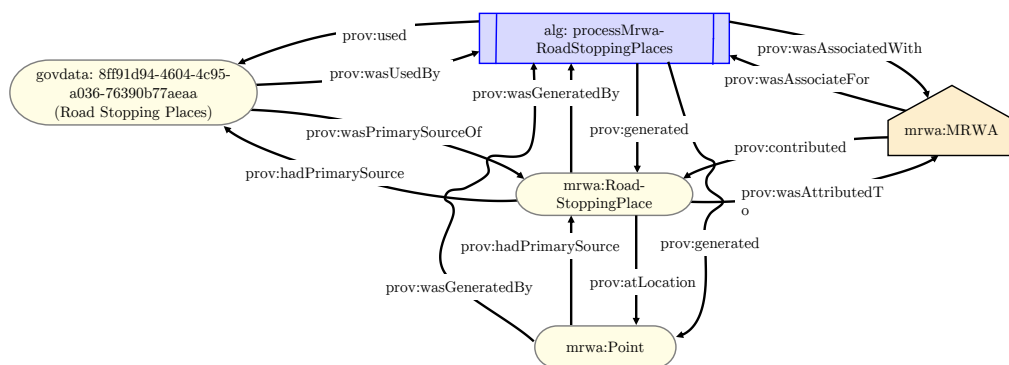 alg: processMrwa-
RoadStoppingPlaces
prov:used
prov:wasAssociatedWith
govdata: 8ff91d94-4604-4c95-
a036-76390b77aeaa
(Road Stopping Places)
prov:wasUsedBy
prov:wasAssociateFor
prov:wasGeneratedBy
prov:wasPrimarySourceOf
prov:generated
mrwa:MRWA
prov:contributed
prov:hadPrimarySource
mrwa:Road-
StoppingPlace
prov:wasAttributedT
o
prov:hadPrimarySource
prov:generated
prov:wasGeneratedBy
prov:atLocation
mrwa:Point